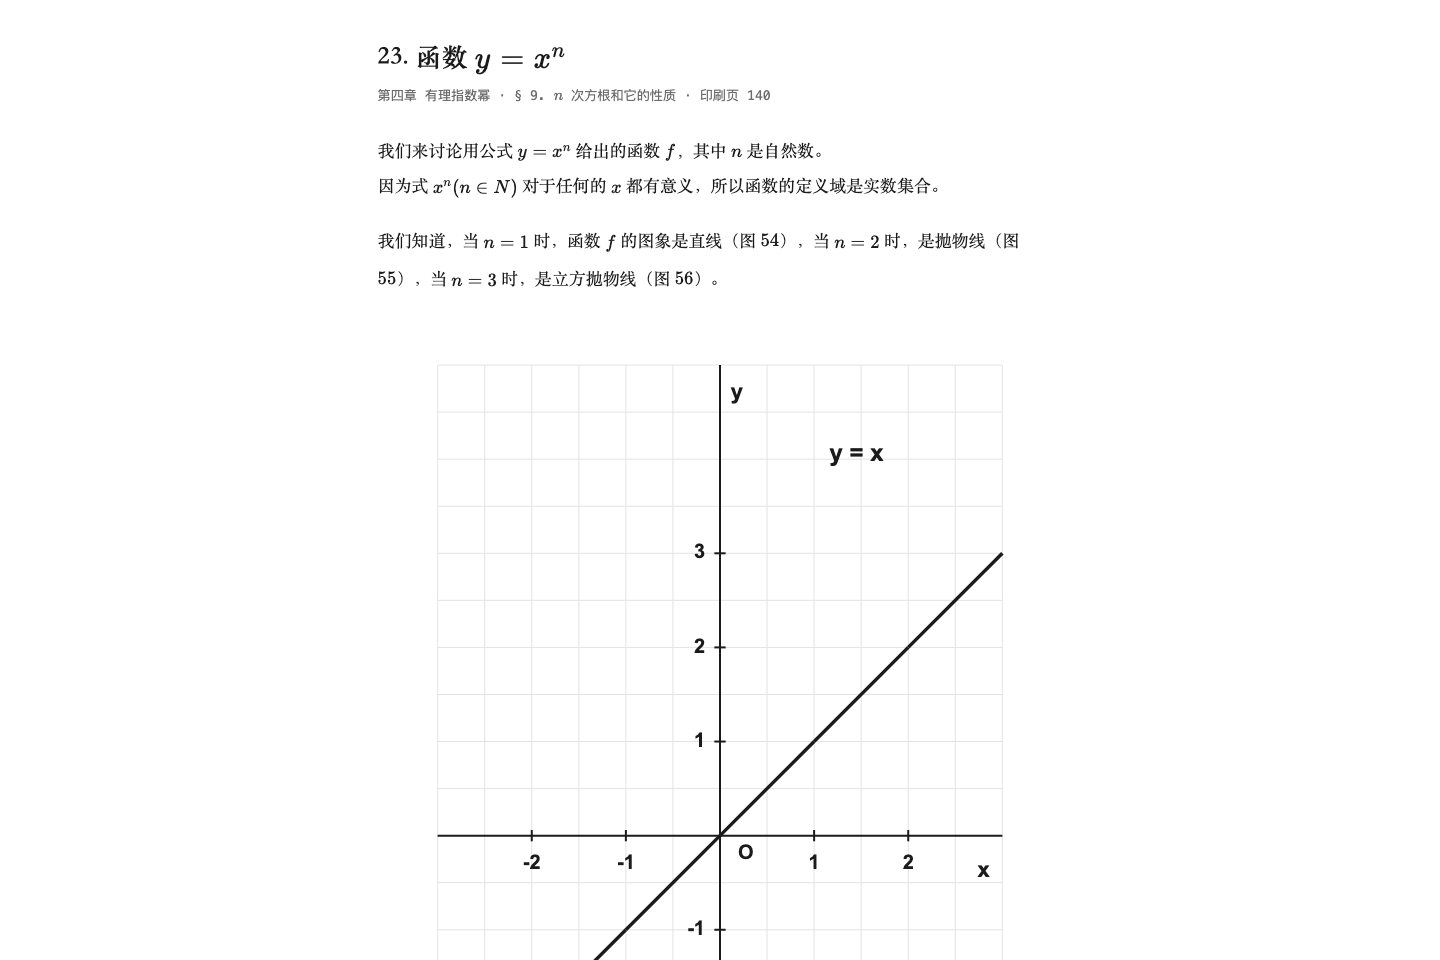 23. 函数 y = xⁿ
第四章 有理指数幂 · § 9. n 次方根和它的性质 · 印刷页 140
我们来讨论用公式 y = xⁿ 给出的函数 f，其中 n 是自然数。
因为式 xⁿ(n ∈ N) 对于任何的 x 都有意义，所以函数的定义域是实数集合。
我们知道，当 n = 1 时，函数 f 的图象是直线（图 54），当 n = 2 时，是抛物线（图
55），当 n = 3 时，是立方抛物线（图 56）。
y
y = x
3
2
1
-2 -1 O 1 2 x
-1